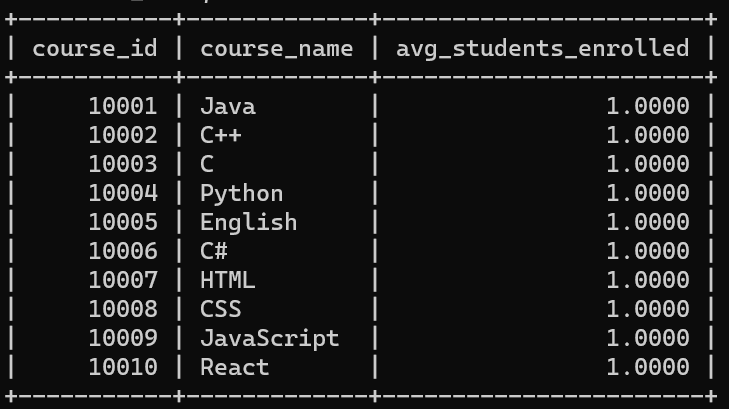 +-----------+-------------+-----------------------+
| course_id | course_name | avg_students_enrolled |
+-----------+-------------+-----------------------+
| 10001 | Java | 1.0000 |
| 10002 | C++ | 1.0000 |
| 10003 | C | 1.0000 |
| 10004 | Python | 1.0000 |
| 10005 | English | 1.0000 |
| 10006 | C# | 1.0000 |
| 10007 | HTML | 1.0000 |
| 10008 | CSS | 1.0000 |
| 10009 | JavaScript | 1.0000 |
| 10010 | React | 1.0000 |
+-----------+-------------+-----------------------+